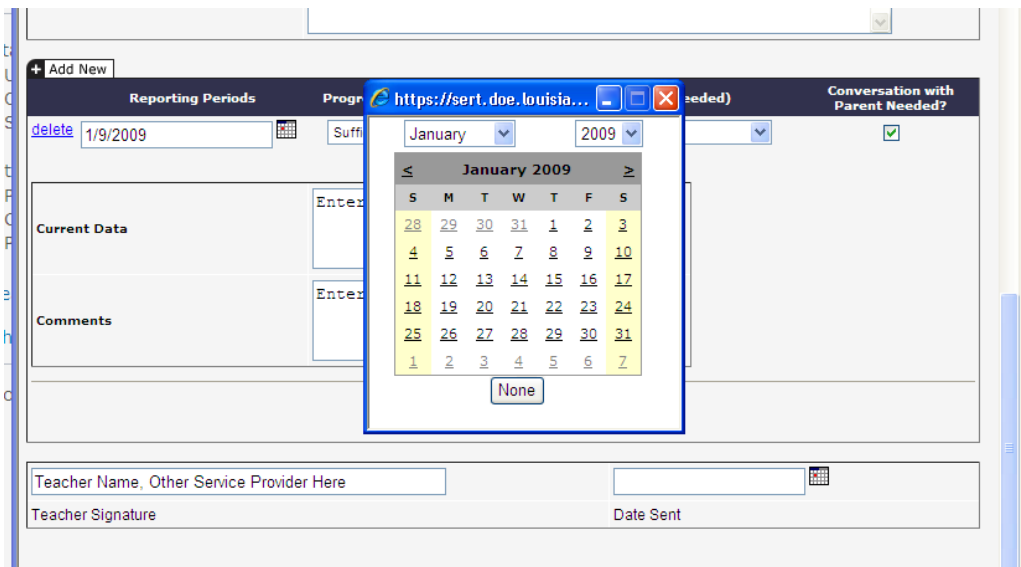 Add New
Reporting Periods
https://sert.doe.louisia...
eeded)
Conversation with
Parent Needed?
delete 1/9/2009
January 2009
< January 2009 >
S M T W T F S
28 29 30 31 1 2 3
4 5 6 7 8 9 10
11 12 13 14 15 16 17
18 19 20 21 22 23 24
25 26 27 28 29 30 31
1 2 3 4 5 6 7
None
Current Data
Enter
Comments
Enter
Teacher Name, Other Service Provider Here
Teacher Signature Date Sent